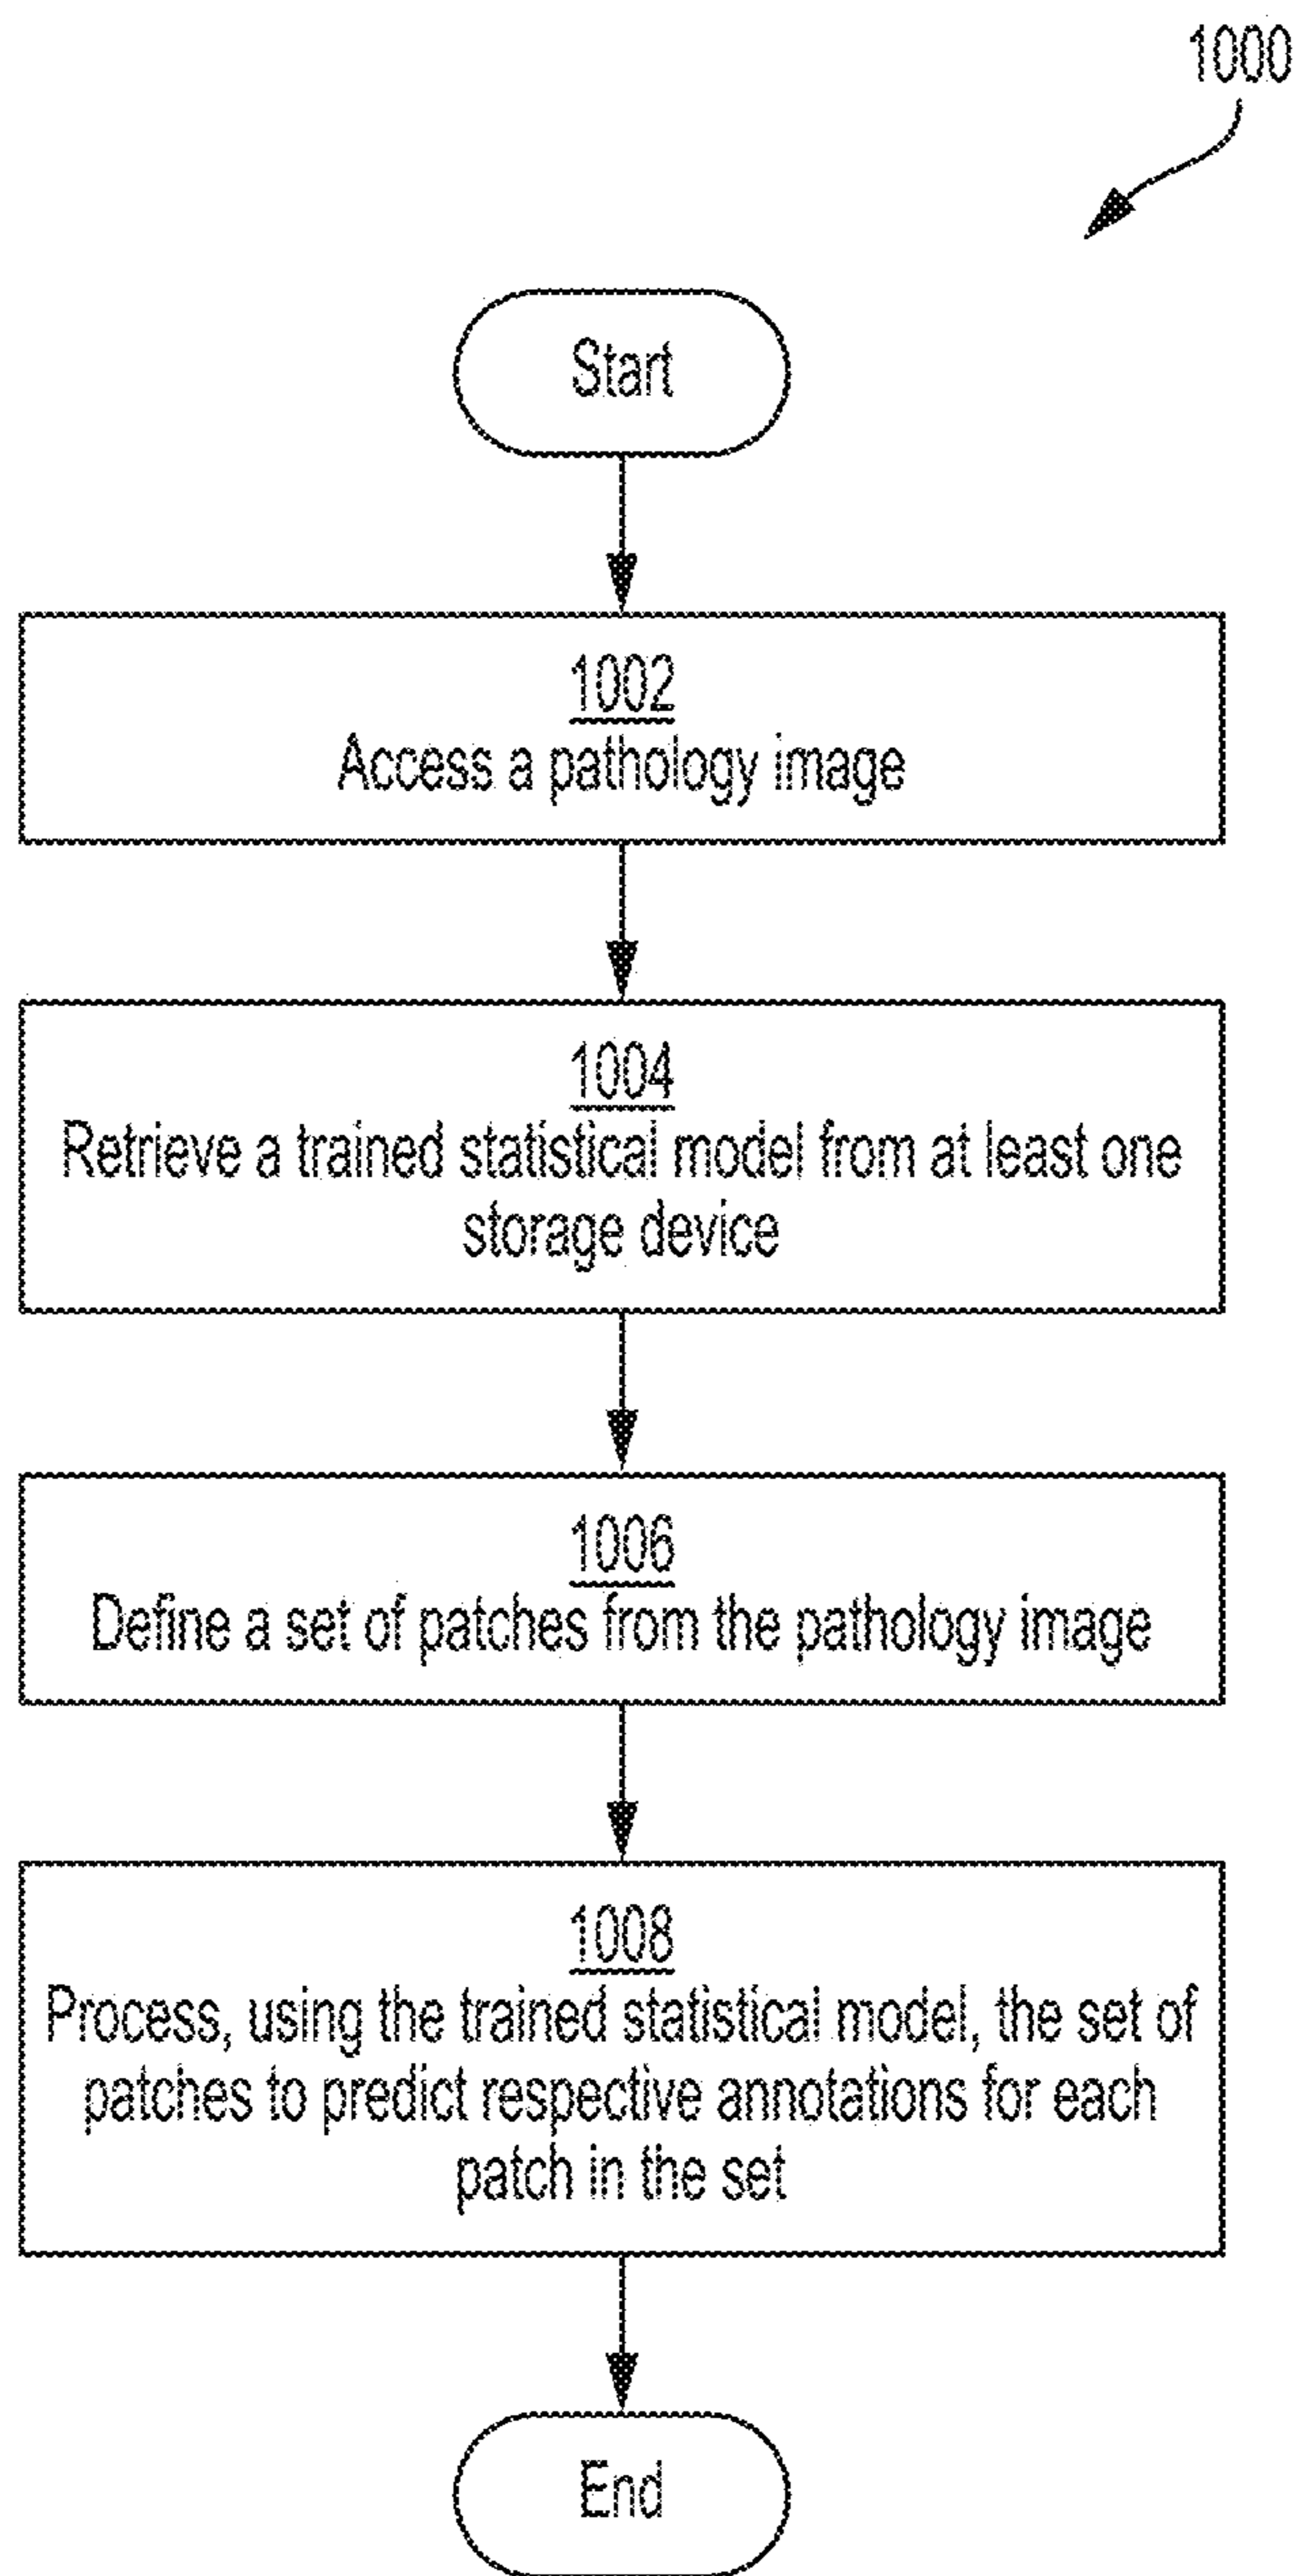 1000
Start
1002
Access a pathology image
1004
Retrieve a trained statistical model from at least one
storage device
1006
Define a set of patches from the pathology image
1008
Process, using the trained statistical model, the set of
patches to predict respective annotations for each
patch in the set
End